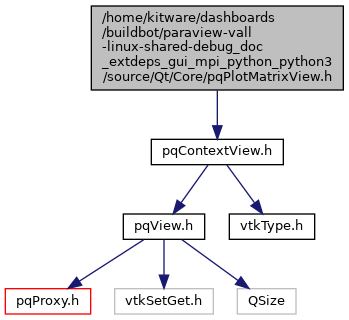 /home/kitware/dashboards
/buildbot/paraview-vall
-linux-shared-debug_doc
_extdeps_gui_mpi_python_python3
/source/Qt/Core/pqPlotMatrixView.h
pqContextView.h
pqView.h
vtkType.h
pqProxy.h
vtkSetGet.h
QSize